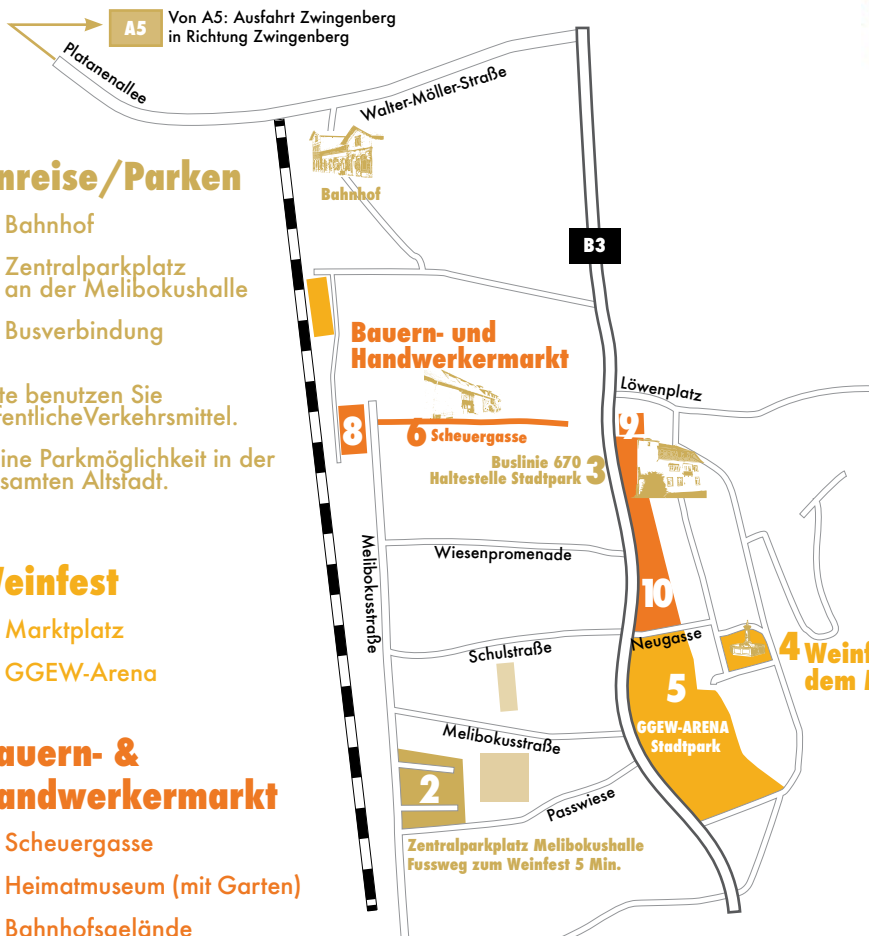 A5
Von A5: Ausfahrt Zwingenberg
in Richtung Zwingenberg
Platanenallee
Walter-Möller-Straße
Bahnhof
B3
nreise/Parken
Bahnhof
Zentralparkplatz
an der Melibokushalle
Busverbindung
te benutzen Sie
fentlicheVerkehrsmittel.
ine Parkmöglichkeit in der
samten Altstadt.
Bauern- und
Handwerkermarkt
8
6 Scheuergasse
Buslinie 670
Haltestelle Stadtpark
3
Löwenplatz
9
10
Melibokusstraße
Wiesenpromenade
Neugasse
Schulstraße
4 Weinf
dem M
5
GGEW-ARENA
Stadtpark
Melibokusstraße
2
Passwiese
Zentralparkplatz Melibokushalle
Fussweg zum Weinfest 5 Min.
einfest
Marktplatz
GGEW-Arena
auern- &
andwerkermarkt
Scheuergasse
Heimatmuseum (mit Garten)
Bahnhofsgelände